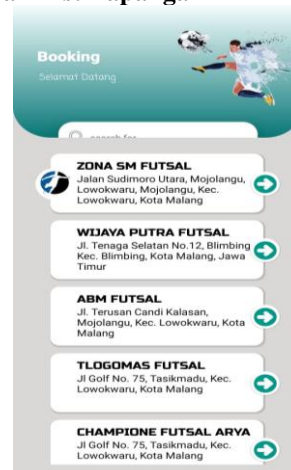 Booking
Selamat Datang
search for
ZONA SM FUTSAL
Jalan Sudimoro Utara, Mojolangu,
Lowokwaru, Mojolangu, Kec.
Lowokwaru, Kota Malang
WIJAYA PUTRA FUTSAL
Jl. Tenaga Selatan No.12, Blimbing
Kec. Blimbing, Kota Malang, Jawa
Timur
ABM FUTSAL
Jl. Terusan Candi Kalasan,
Mojolangu, Kec. Lowokwaru, Kota
Malang
TLOGOMAS FUTSAL
Jl Golf No. 75, Tasikmadu, Kec.
Lowokwaru, Kota Malang
CHAMPIONE FUTSAL ARYA
Jl Golf No. 75, Tasikmadu, Kec.
Lowokwaru, Kota Malang